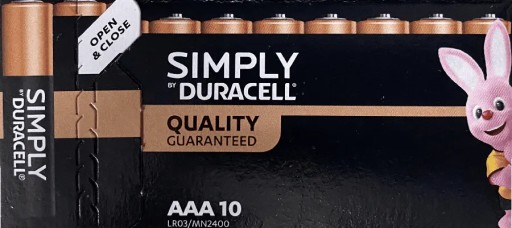 OPEN
& CLOSE
SIMPLY
BY DURACELL®
SIMPLY
BY DURACELL®
QUALITY
GUARANTEED
AAA 10
LR03/MN2400